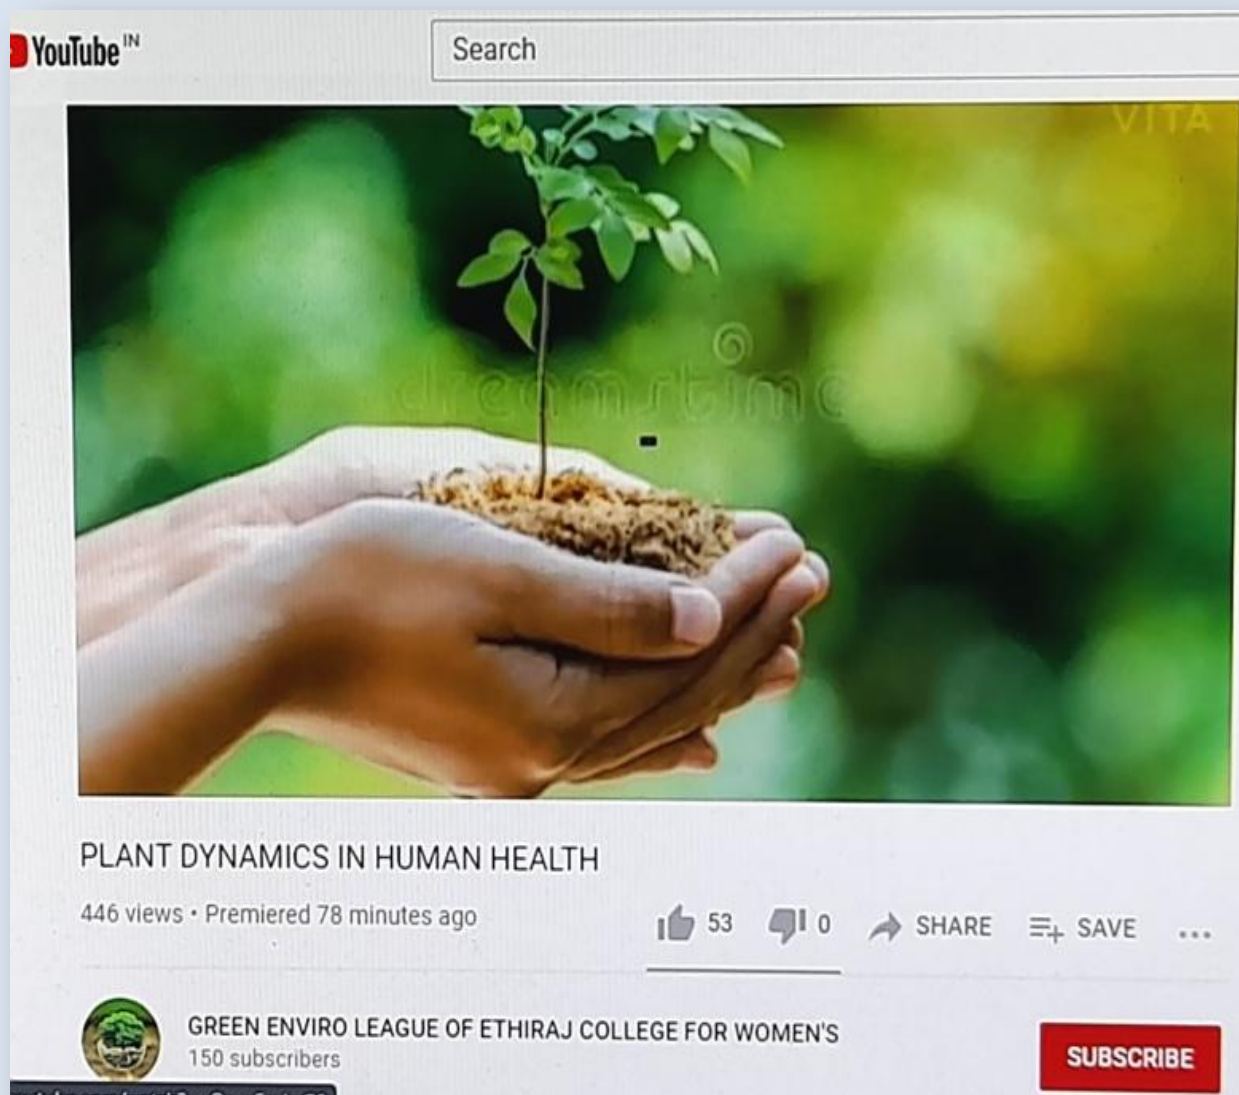 YouTube IN
Search
VITA
dreamstime
PLANT DYNAMICS IN HUMAN HEALTH
446 views • Premiered 78 minutes ago
53 0 SHARE SAVE ...
GREEN ENVIRO LEAGUE OF ETHIRAJ COLLEGE FOR WOMEN'S
150 subscribers
SUBSCRIBE